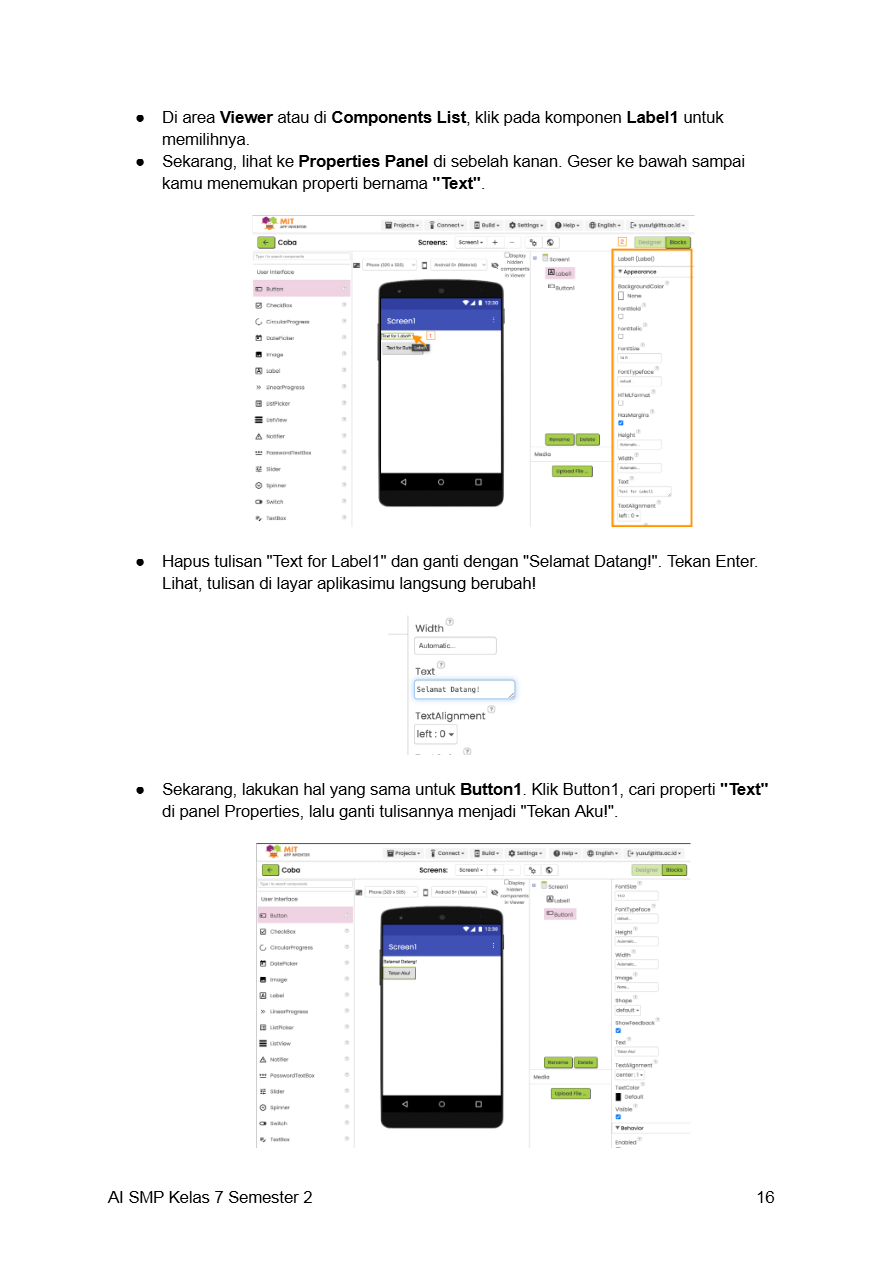 ● Di area Viewer atau di Components List, klik pada komponen Label1 untuk
memilihnya.
● Sekarang, lihat ke Properties Panel di sebelah kanan. Geser ke bawah sampai
kamu menemukan properti bernama "Text".
MIT
APP INVENTOR
Projects Connect Build Settings Help English yusuf@itts.ac.id
Coba Screens: Screen1 + − 2 Designer Blocks
Type / to search components
User Interface
Button
CheckBox
CircularProgress
DatePicker
Image
Label
LinearProgress
ListPicker
ListView
Notifier
PasswordTextBox
Slider
Spinner
Switch
TextBox
Phone (320 x 505) Android 5+ (Material)
Display
hidden
components
in Viewer
12:30
Screen1
Text for Label1 1
Text for Button1 Label1
Screen1
Label1
Button1
Rename Delete
Media
Upload File ...
Label1 (Label)
Appearance
BackgroundColor
None
FontBold
FontItalic
FontSize
14.0
FontTypeface
default...
HTMLFormat
HasMargins
Height
Automatic...
Width
Automatic...
Text
Text for Label1
TextAlignment
left : 0
● Hapus tulisan "Text for Label1" dan ganti dengan "Selamat Datang!". Tekan Enter.
Lihat, tulisan di layar aplikasimu langsung berubah!
Width
Automatic...
Text
Selamat Datang!
TextAlignment
left : 0
● Sekarang, lakukan hal yang sama untuk Button1. Klik Button1, cari properti "Text"
di panel Properties, lalu ganti tulisannya menjadi "Tekan Aku!".
MIT
APP INVENTOR
Projects Connect Build Settings Help English yusuf@itts.ac.id
Coba Screens: Screen1 + − Designer Blocks
Type / to search components
User Interface
Button
CheckBox
CircularProgress
DatePicker
Image
Label
LinearProgress
ListPicker
ListView
Notifier
PasswordTextBox
Slider
Spinner
Switch
TextBox
Phone (320 x 505) Android 5+ (Material)
Display
hidden
components
in Viewer
12:30
Screen1
Selamat Datang!
Tekan Aku!
Screen1
Label1
Button1
Rename Delete
Media
Upload File ...
FontSize
14.0
FontTypeface
default...
Height
Automatic...
Width
Automatic...
Image
None...
Shape
default
ShowFeedback
Text
Tekan Aku!
TextAlignment
center : 1
TextColor
Default
Visible
Behavior
Enabled
AI SMP Kelas 7 Semester 2 16